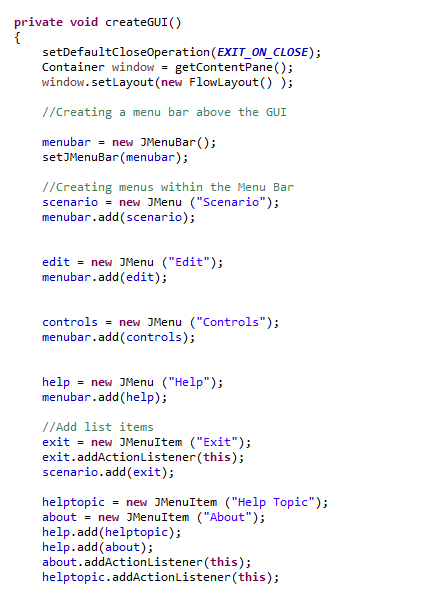 private void createGUI()
{
setDefaultCloseOperation(EXIT_ON_CLOSE);
Container window = getContentPane();
window.setLayout(new FlowLayout() );
//Creating a menu bar above the GUI
menubar = new JMenuBar();
setJMenuBar(menubar);
//Creating menus within the Menu Bar
scenario = new JMenu ("Scenario");
menubar.add(scenario);
edit = new JMenu ("Edit");
menubar.add(edit);
controls = new JMenu ("Controls");
menubar.add(controls);
help = new JMenu ("Help");
menubar.add(help);
//Add list items
exit = new JMenuItem ("Exit");
exit.addActionListener(this);
scenario.add(exit);
helptopic = new JMenuItem ("Help Topic");
about = new JMenuItem ("About");
help.add(helptopic);
help.add(about);
about.addActionListener(this);
helptopic.addActionListener(this);